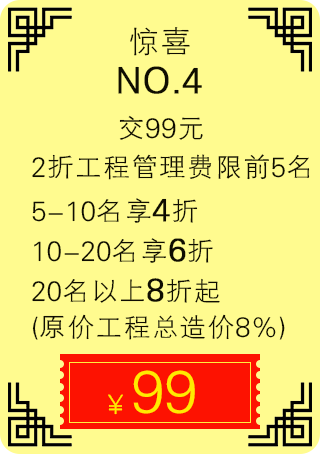 惊喜
NO.4
交99元
2折工程管理费限前5名
5-10名享4折
10-20名享6折
20名以上8折起
(原价工程总造价8%)
¥99